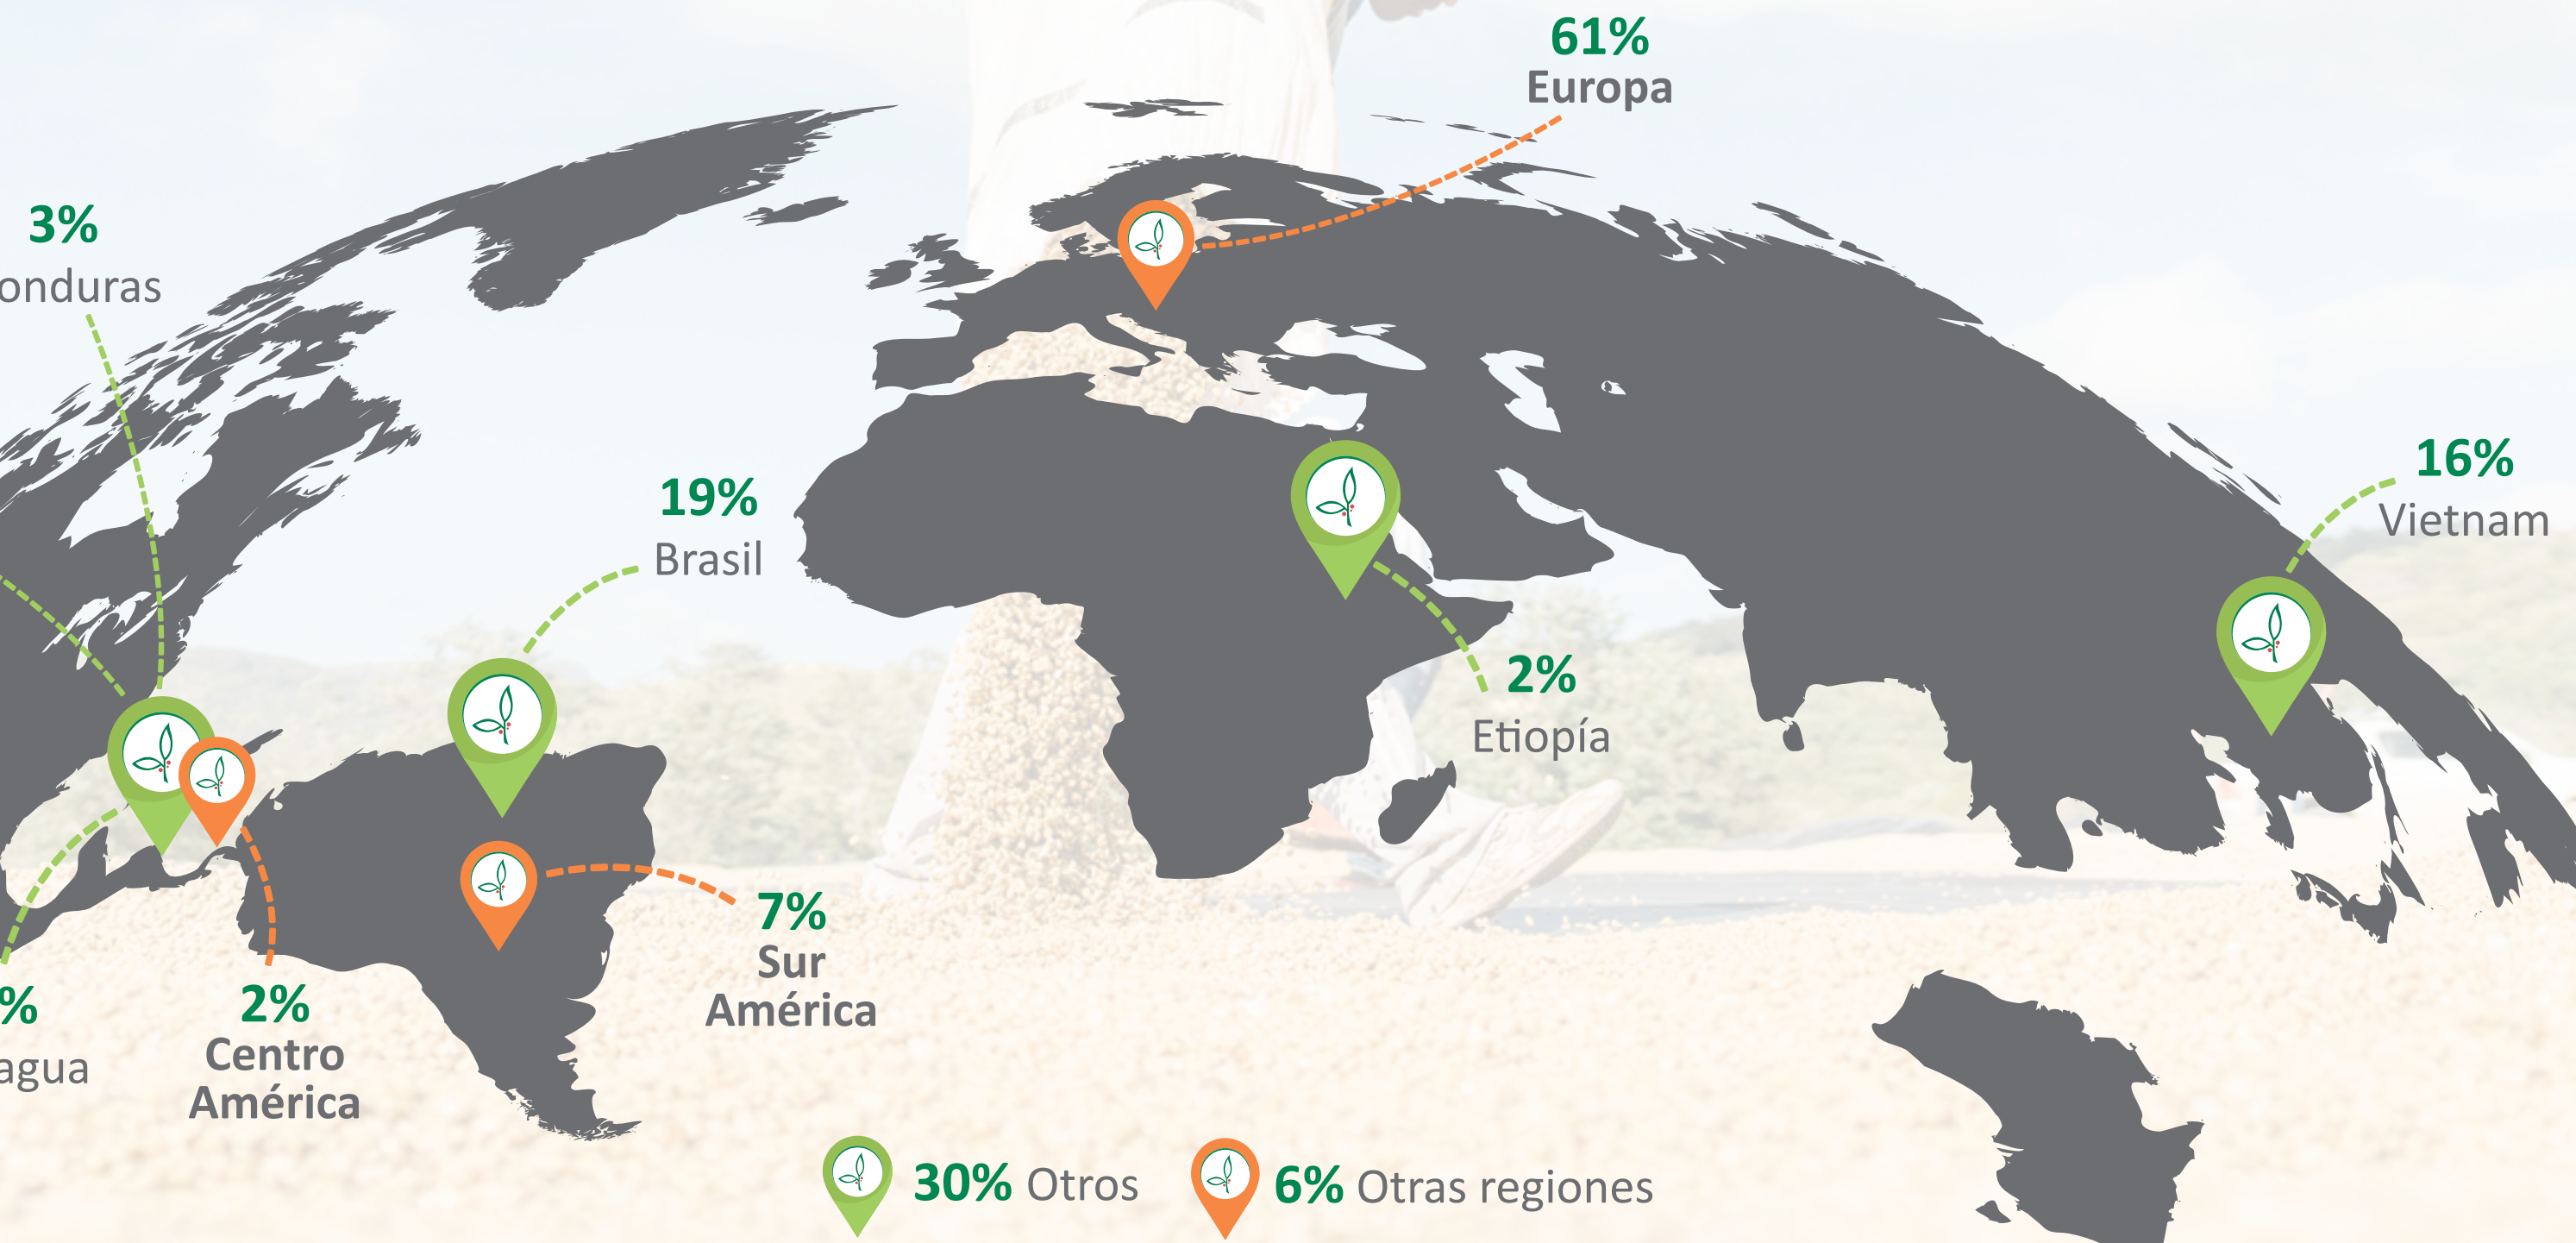 61%
Europa
3%
onduras
16%
Vietnam
19%
Brasil
2%
Etiopía
7%
Sur
América
%
agua
2%
Centro
América
30% Otros
6% Otras regiones